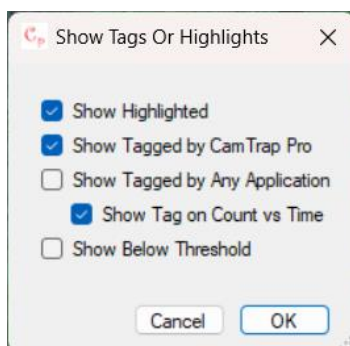 Cp Show Tags Or Highlights
Show Highlighted
Show Tagged by CamTrap Pro
Show Tagged by Any Application
Show Tag on Count vs Time
Show Below Threshold
Cancel OK